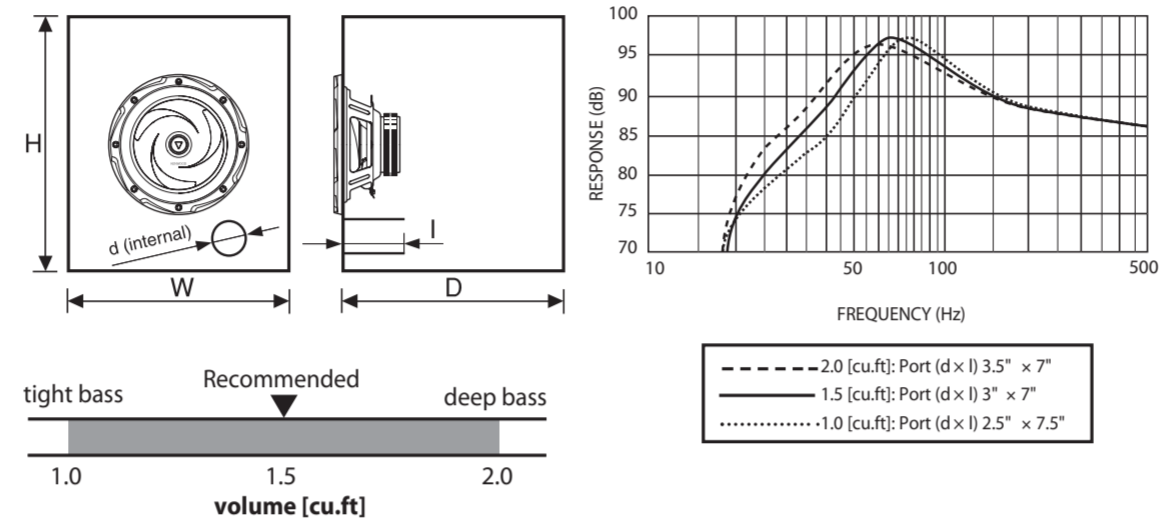 H
d (internal)
W
l
D
tight bass
Recommended
deep bass
1.0
1.5
2.0
volume [cu.ft]
RESPONSE (dB)
100
95
90
85
80
75
70
10
50
100
500
FREQUENCY (Hz)
2.0 [cu.ft]: Port (d × l) 3.5" × 7"
1.5 [cu.ft]: Port (d × l) 3" × 7"
1.0 [cu.ft]: Port (d × l) 2.5" × 7.5"